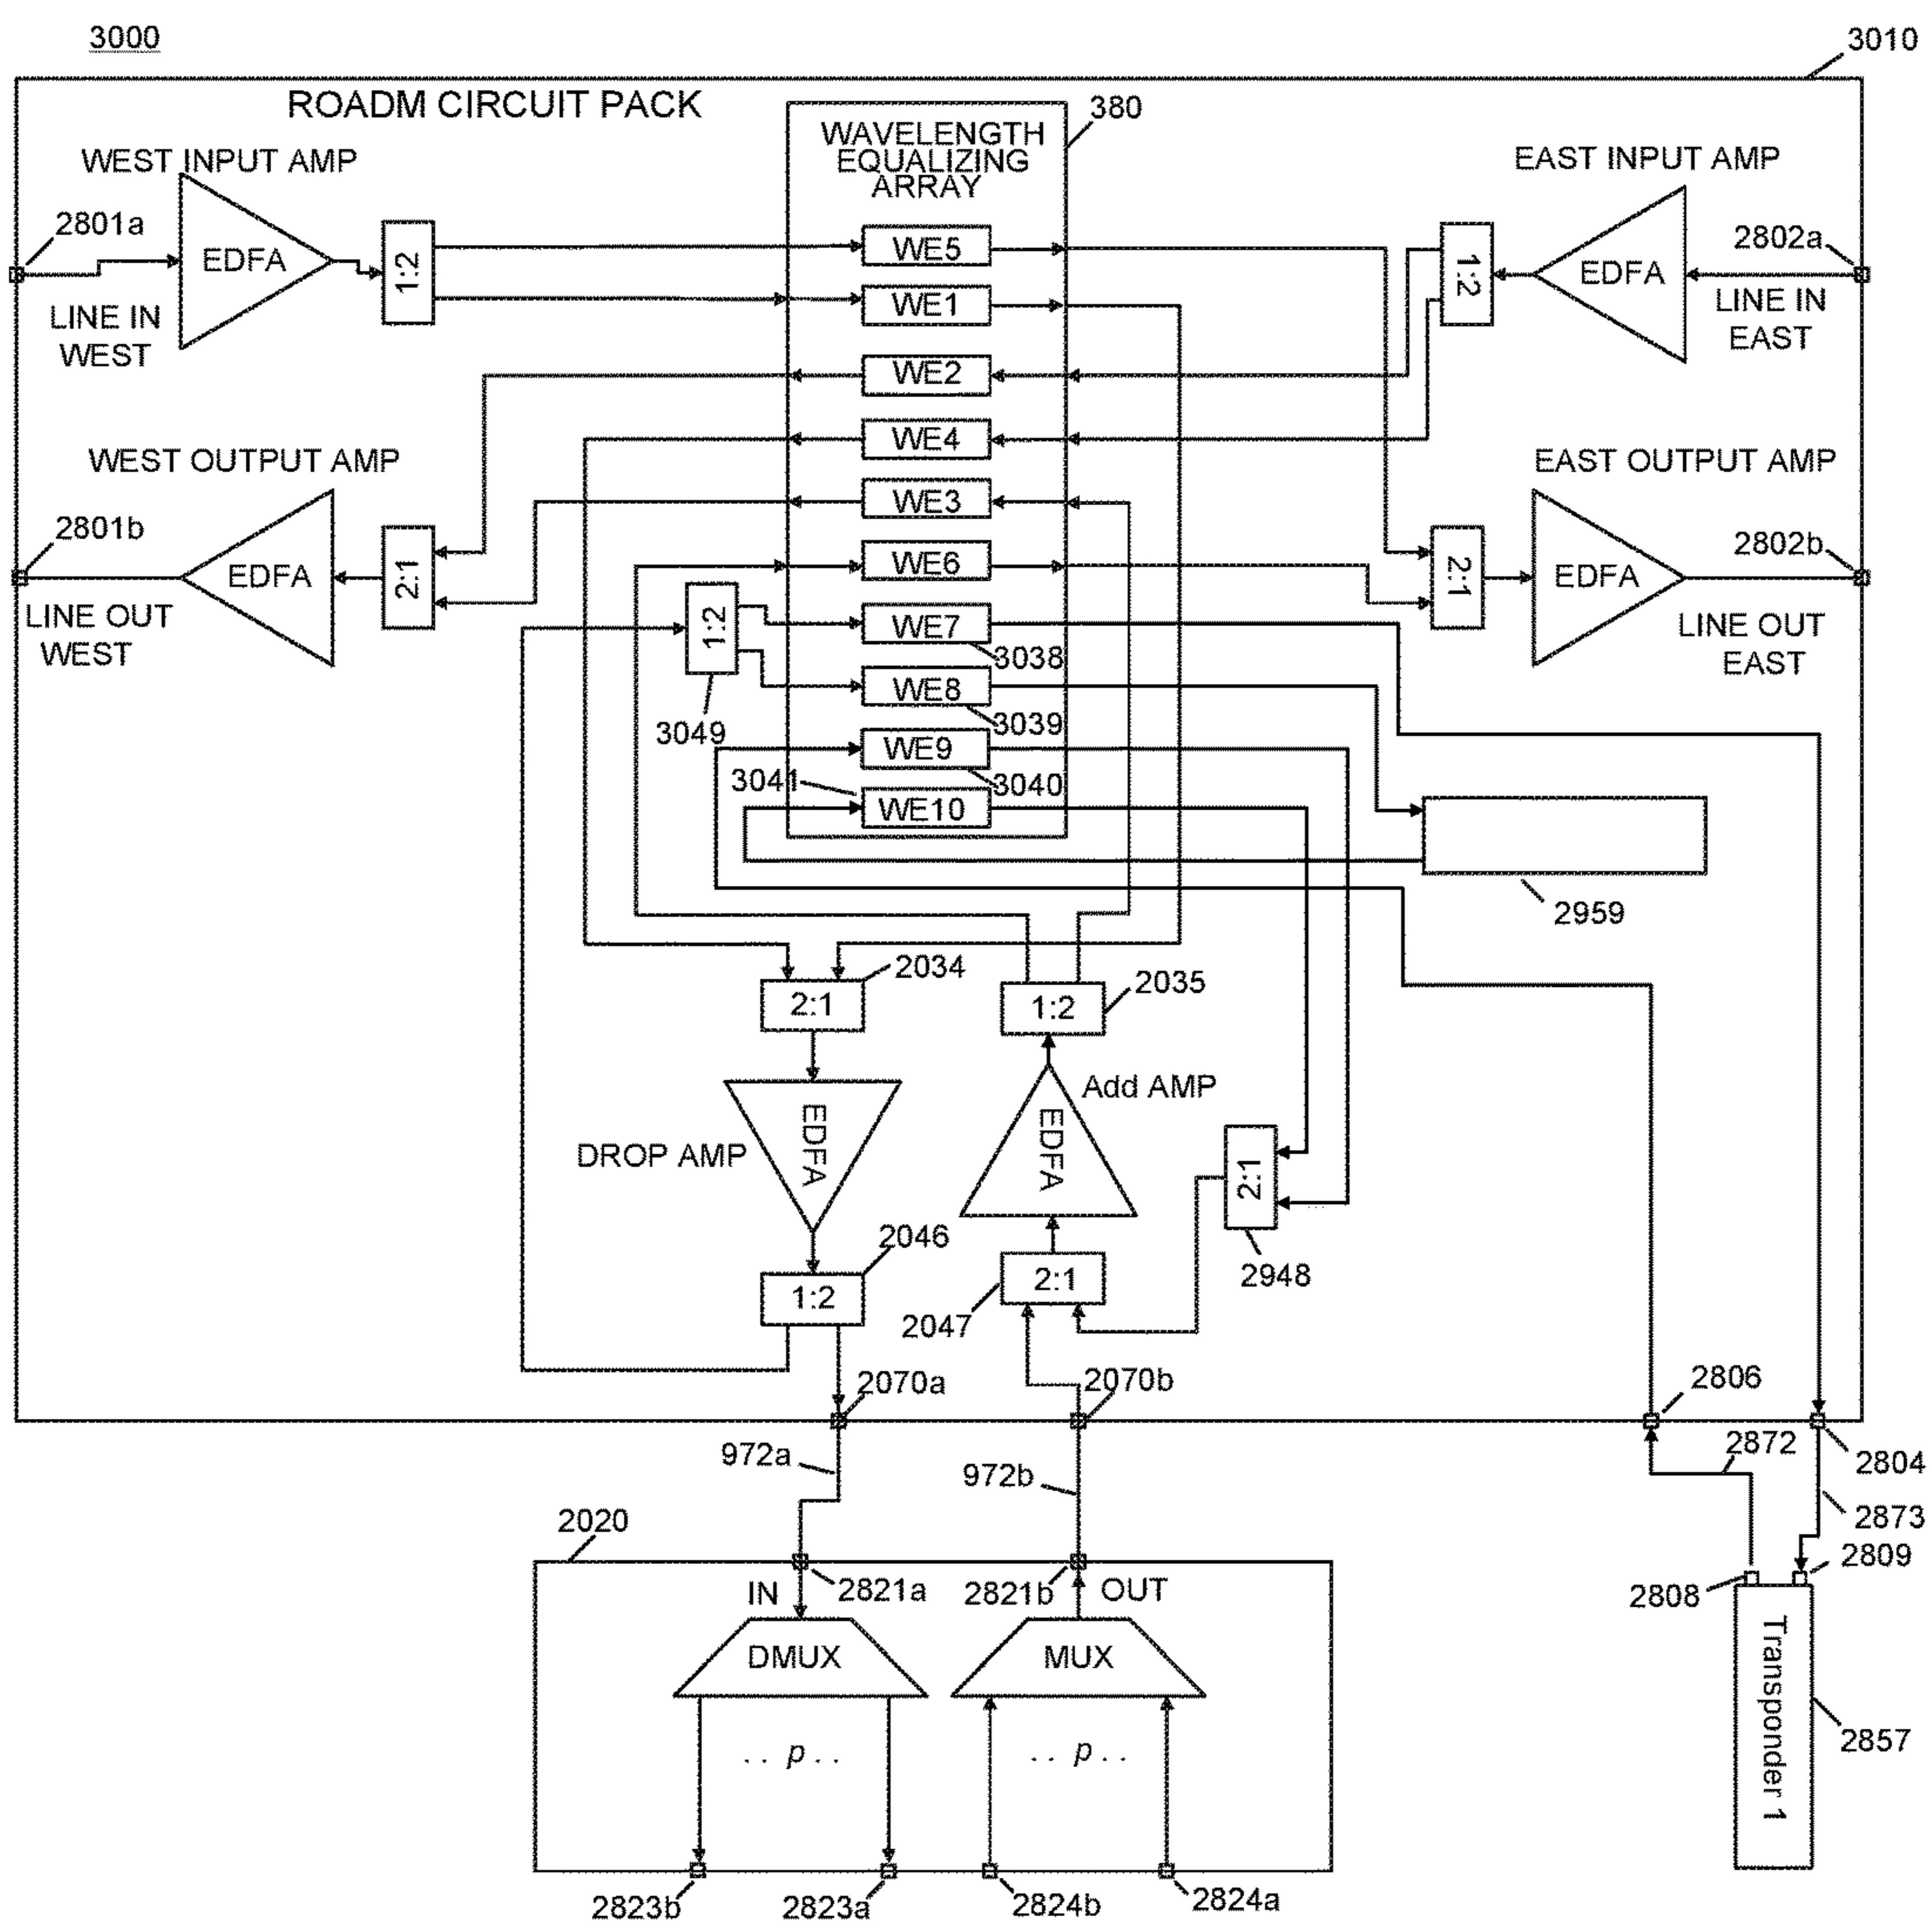 3000
3010
ROADM CIRCUIT PACK
380
WAVELENGTH
EQUALIZING
ARRAY
WEST INPUT AMP
EAST INPUT AMP
2801a
EDFA
1:2
WE5
1:2
EDFA
2802a
LINE IN
WEST
WE1
LINE IN
EAST
WE2
WE4
WEST OUTPUT AMP
EAST OUTPUT AMP
WE3
2801b
EDFA
2:1
WE6
2:1
EDFA
2802b
LINE OUT
WEST
1:2
WE7
3038
LINE OUT
EAST
WE8
3039
3049
WE9
3040
3041
WE10
2959
2034
2:1
2035
1:2
Add AMP
EDFA
EDFA
DROP AMP
2:1
2948
2046
1:2
2:1
2047
2070a
2070b
2806
972a
972b
2872
2804
2873
2020
2809
IN
2821a
2821b
OUT
2808
DMUX
MUX
Transponder 1
2857
. . p . .
. . p . .
2823b
2823a
2824b
2824a